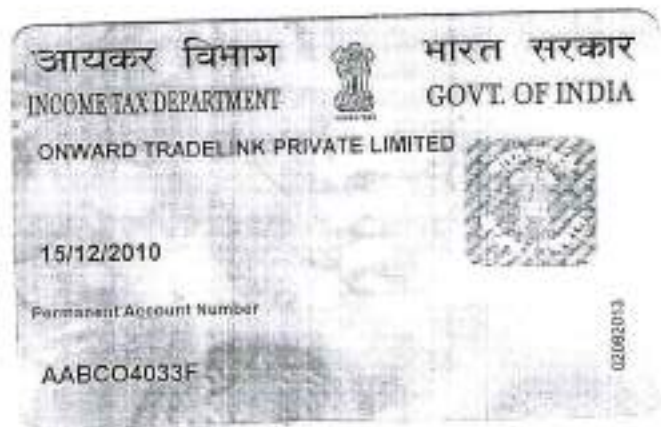 आयकर विभाग
INCOME TAX DEPARTMENT
भारत सरकार
GOVT. OF INDIA
ONWARD TRADELINK PRIVATE LIMITED
15/12/2010
Permanent Account Number
AABCO4033F
02082013